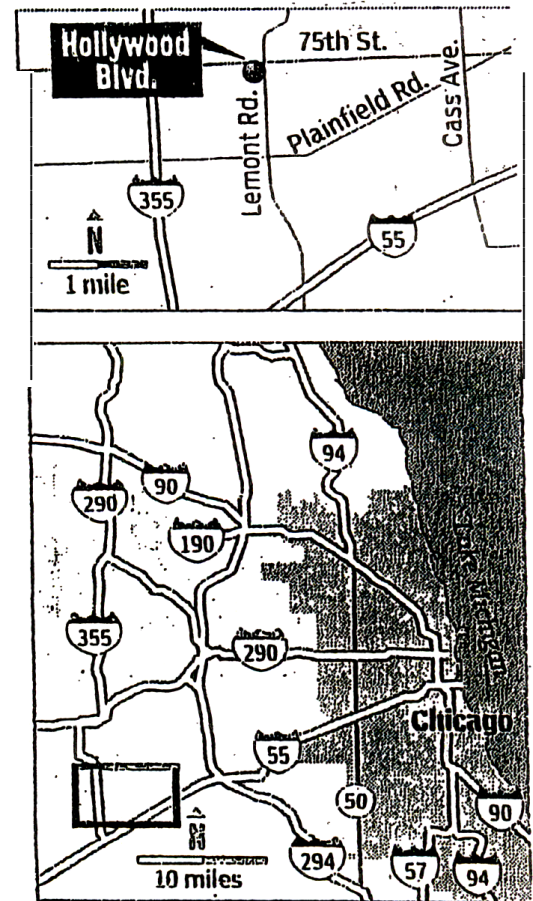 Hollywood
Blvd.
75th St.
Lemont Rd.
Plainfield Rd.
Cass Ave.
355
55
N
1 mile
94
90
290
190
355
290
Lake Michigan
Chicago
55
50
90
N
10 miles
294
57
94